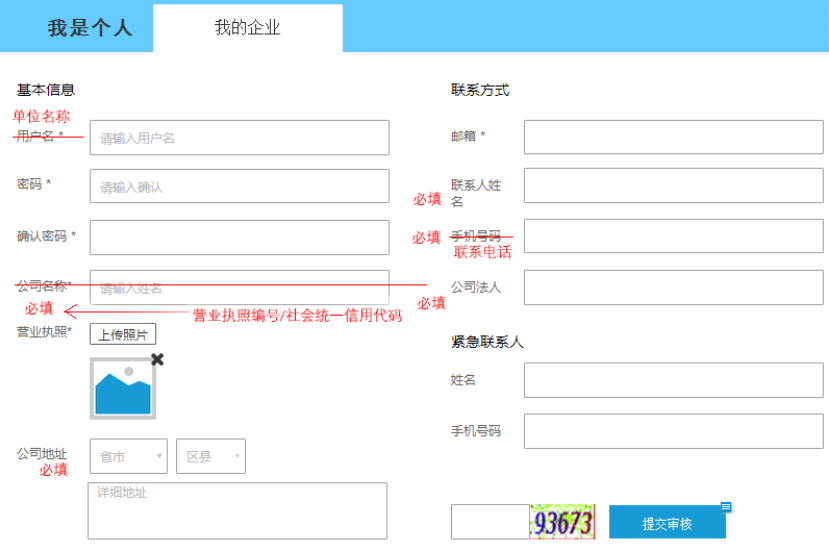 我是个人
我的企业
基本信息
单位名称
用户名 *
请输入用户名
密码 *
请输入确认
确认密码 *
公司名称*
请输入姓名
必填
营业执照编号/社会统一信用代码
营业执照*
上传照片
公司地址
必填
省市
区县
详细地址
联系方式
邮箱 *
必填
联系人姓
名
必填
手机号码
联系电话
必填
公司法人
紧急联系人
姓名
手机号码
93673
提交审核